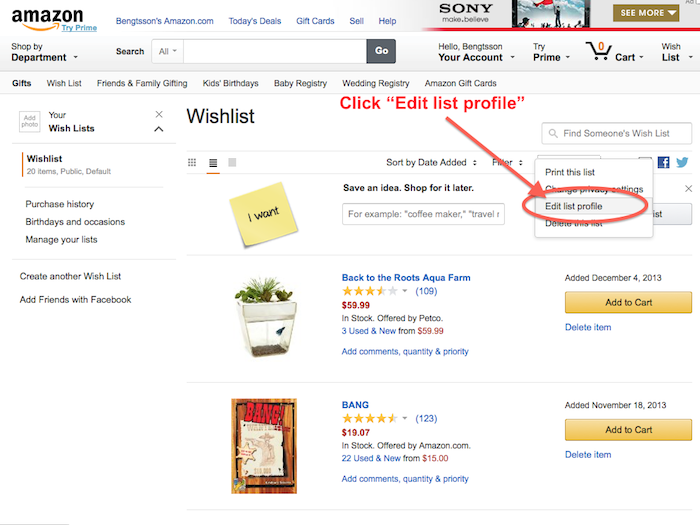 amazon
Try Prime
Bengtsson's Amazon.com
Today's Deals
Gift Cards
Sell
Help
SONY
make.believe
SEE MORE
Shop by
Department
Search
All
Go
Hello, Bengtsson
Your Account
Try
Prime
0
Cart
Wish
List
Gifts
Wish List
Friends & Family Gifting
Kids' Birthdays
Baby Registry
Wedding Registry
Amazon Gift Cards
Add
photo
Your
Wish Lists
Wishlist
20 items, Public, Default
Purchase history
Birthdays and occasions
Manage your lists
Create another Wish List
Add Friends with Facebook
Wishlist
Click “Edit list profile”
Find Someone's Wish List
Sort by Date Added
Filter
Print this list
Change privacy settings
Edit list profile
Delete this list
I want
Save an idea. Shop for it later.
For example: "coffee maker," "travel r
ist
Back to the Roots Aqua Farm
(109)
$59.99
In Stock. Offered by Petco.
3 Used & New from $59.99
Add comments, quantity & priority
Added December 4, 2013
Add to Cart
Delete item
BANG!
BANG
(123)
$19.07
In Stock. Offered by Amazon.com.
22 Used & New from $15.00
Add comments, quantity & priority
Added November 18, 2013
Add to Cart
Delete item